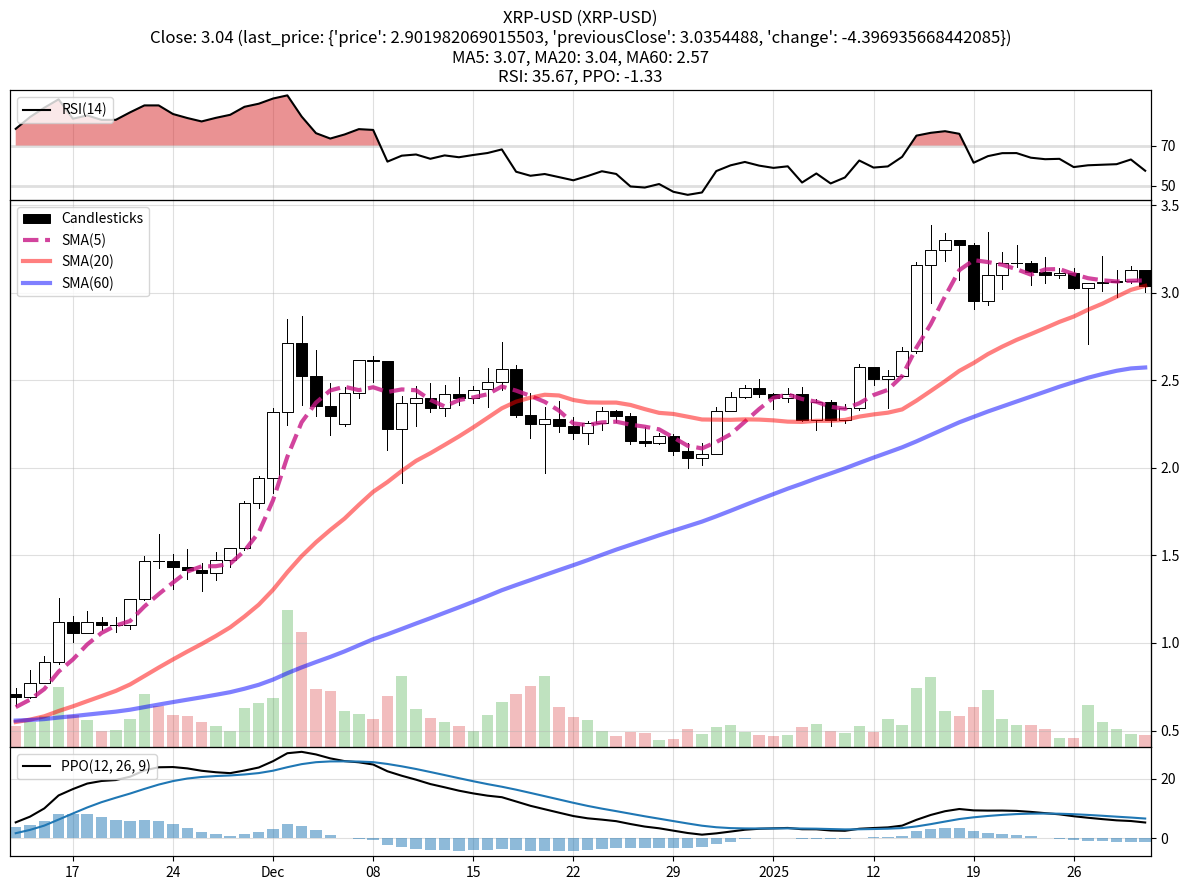 XRP-USD (XRP-USD)
Close: 3.04 (last_price: {'price': 2.901982069015503, 'previousClose': 3.0354488, 'change': -4.396935668442085})
MA5: 3.07, MA20: 3.04, MA60: 2.57
RSI: 35.67, PPO: -1.33
RSI(14)
70
50
Candlesticks
SMA(5)
SMA(20)
SMA(60)
3.5
3.0
2.5
2.0
1.5
1.0
0.5
PPO(12, 26, 9)
20
0
17 24 Dec 08 15 22 29 2025 12 19 26